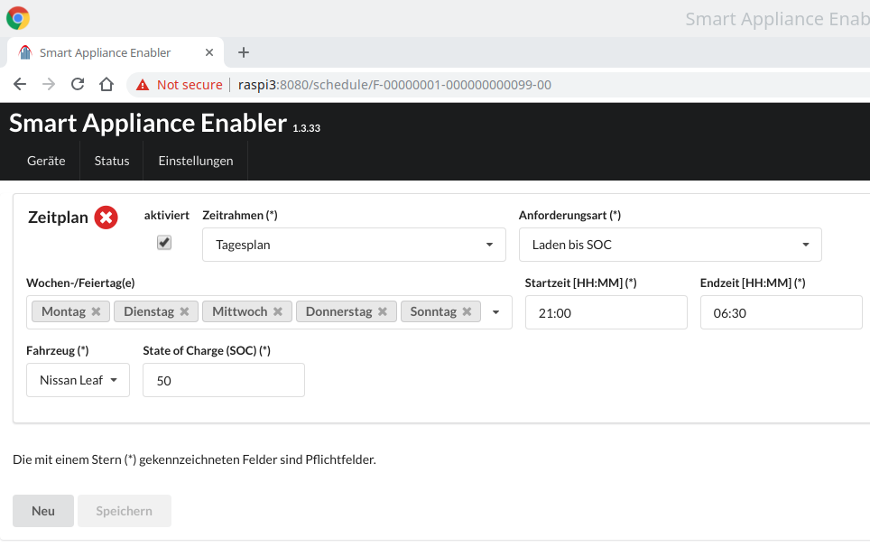 Smart Appliance Enab
Smart Appliance Enabler
Not secure raspi3:8080/schedule/F-00000001-000000000099-00
Smart Appliance Enabler 1.3.33
Geräte Status Einstellungen
Zeitplan aktiviert Zeitrahmen (*) Anforderungsart (*)
Tagesplan Laden bis SOC
Wochen-/Feiertag(e) Startzeit [HH:MM] (*) Endzeit [HH:MM] (*)
Montag Dienstag Mittwoch Donnerstag Sonntag 21:00 06:30
Fahrzeug (*) State of Charge (SOC) (*)
Nissan Leaf 50
Die mit einem Stern (*) gekennzeichneten Felder sind Pflichtfelder.
Neu Speichern